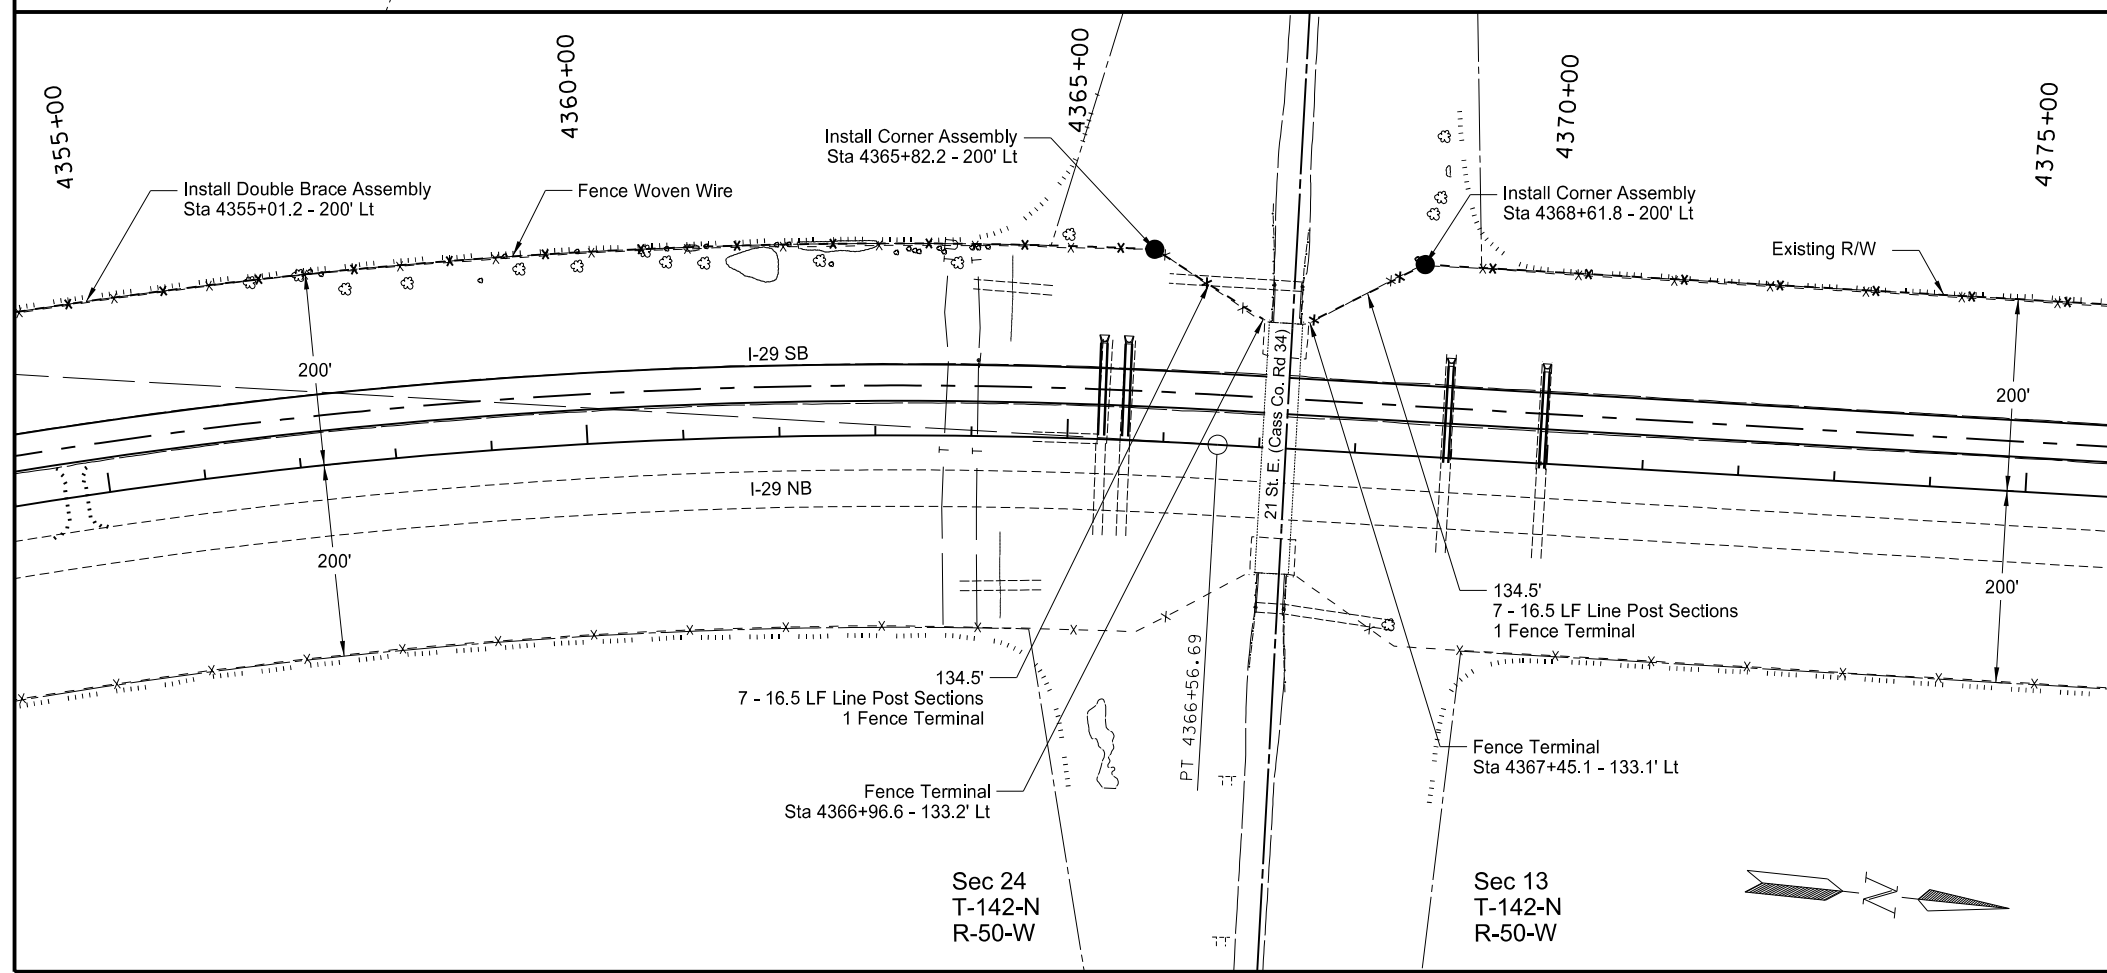 4355+00
4360+00
4365+00
4370+00
4375+00
Install Double Brace Assembly
Sta 4355+01.2 - 200' Lt
Fence Woven Wire
Install Corner Assembly
Sta 4365+82.2 - 200' Lt
Install Corner Assembly
Sta 4368+61.8 - 200' Lt
Existing R/W
I-29 SB
200'
200'
I-29 NB
200'
200'
21 St. E. (Cass Co. Rd 34)
PT 4366+56.69
134.5'
7 - 16.5 LF Line Post Sections
1 Fence Terminal
134.5'
7 - 16.5 LF Line Post Sections
1 Fence Terminal
Fence Terminal
Sta 4366+96.6 - 133.2' Lt
Fence Terminal
Sta 4367+45.1 - 133.1' Lt
Sec 24
T-142-N
R-50-W
Sec 13
T-142-N
R-50-W
N